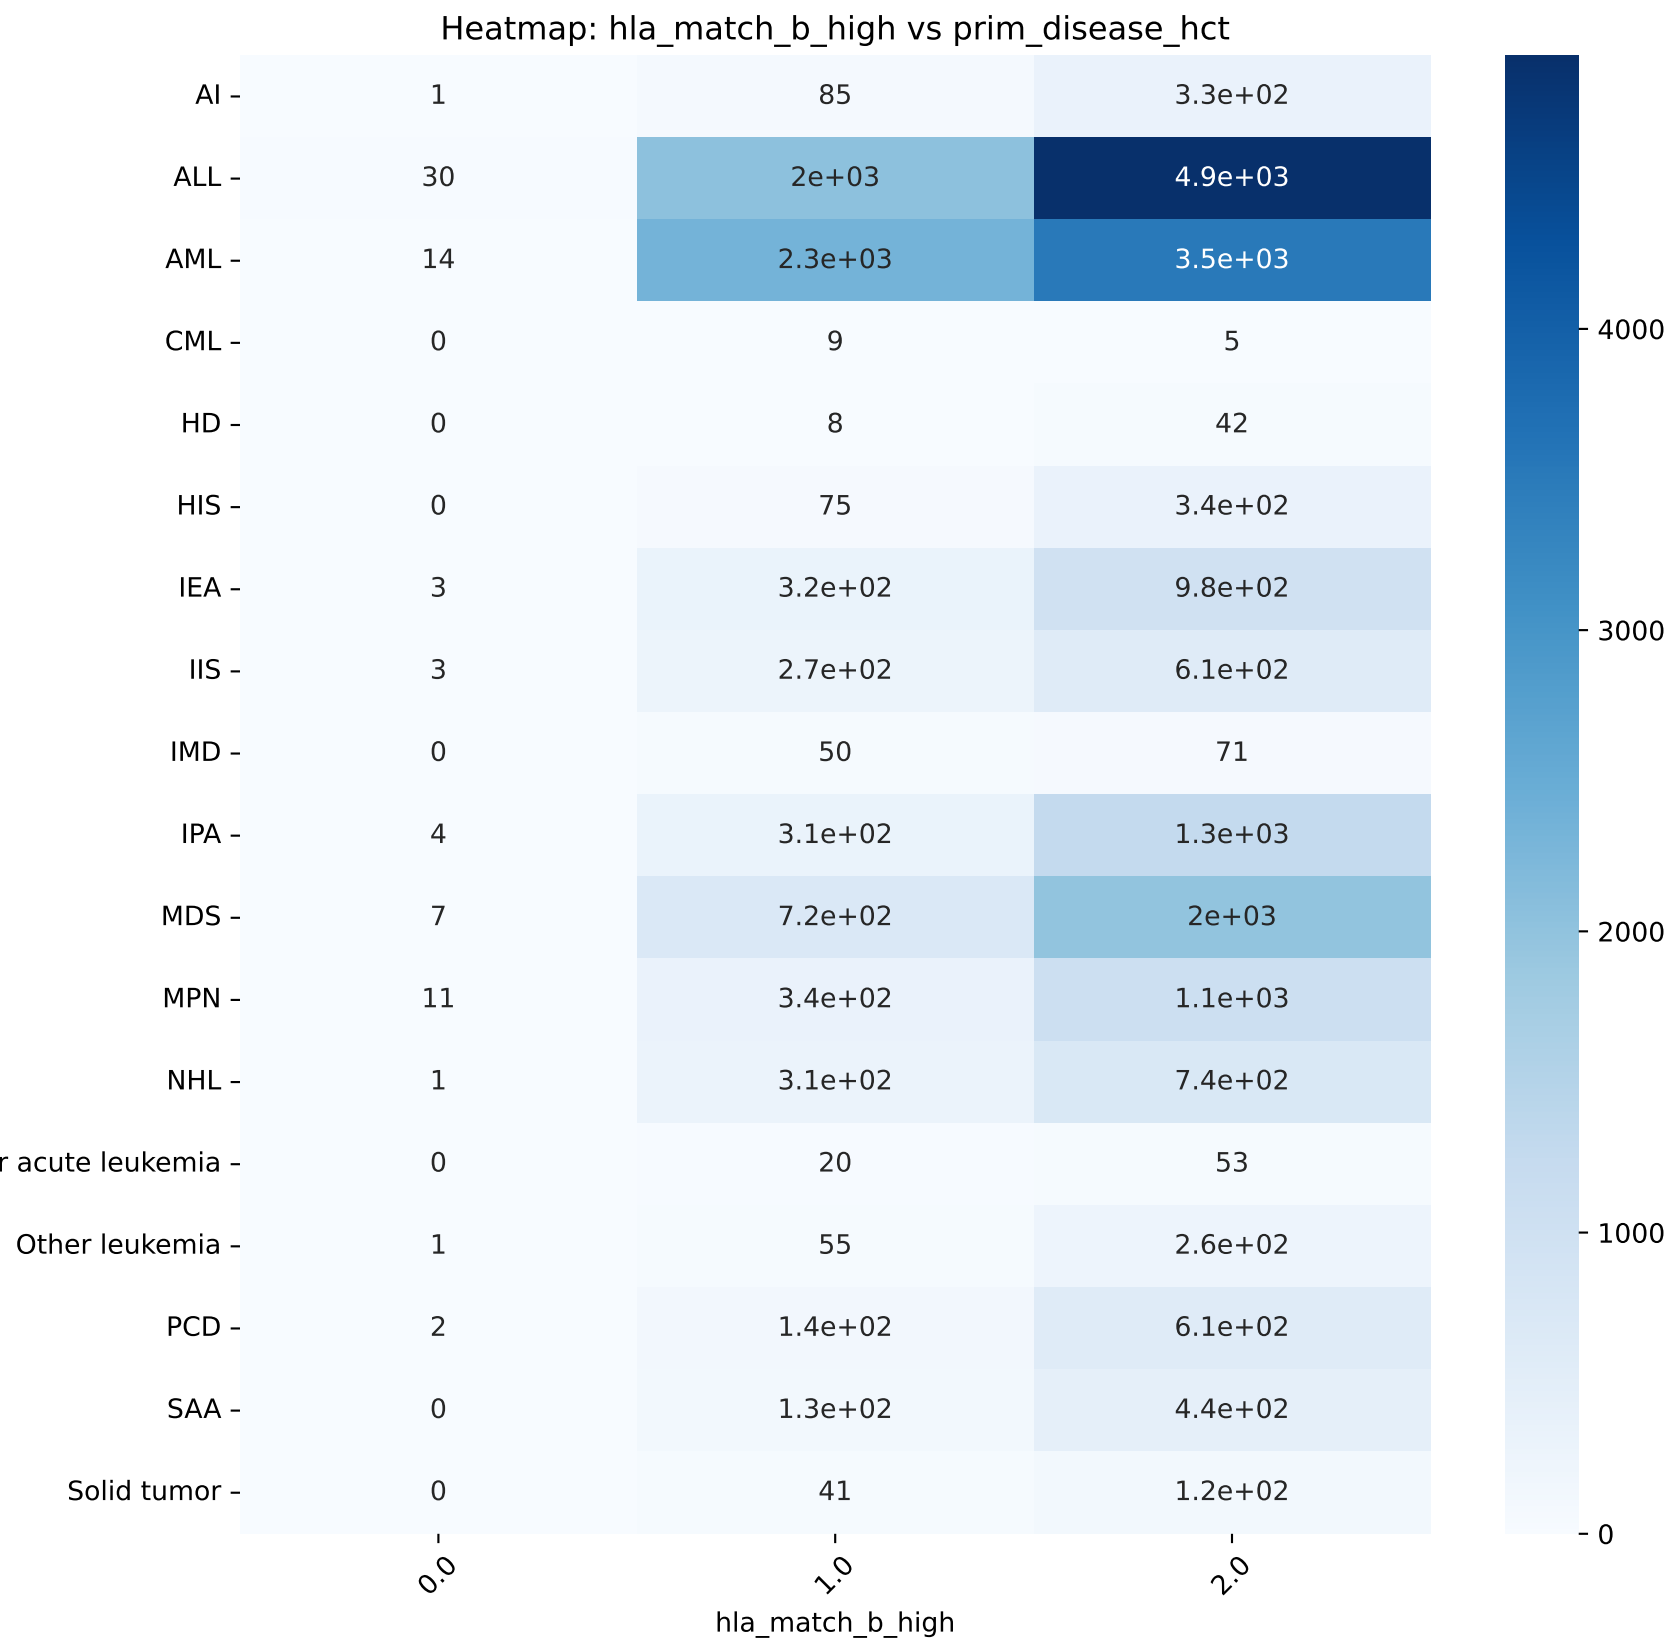 Heatmap: hla_match_b_high vs prim_disease_hct
AI 1 85 3.3e+02
ALL 30 2e+03 4.9e+03
AML 14 2.3e+03 3.5e+03
CML 0 9 5
HD 0 8 42
HIS 0 75 3.4e+02
IEA 3 3.2e+02 9.8e+02
IIS 3 2.7e+02 6.1e+02
IMD 0 50 71
IPA 4 3.1e+02 1.3e+03
MDS 7 7.2e+02 2e+03
MPN 11 3.4e+02 1.1e+03
NHL 1 3.1e+02 7.4e+02
r acute leukemia 0 20 53
Other leukemia 1 55 2.6e+02
PCD 2 1.4e+02 6.1e+02
SAA 0 1.3e+02 4.4e+02
Solid tumor 0 41 1.2e+02
0.0 1.0 2.0
hla_match_b_high
4000
3000
2000
1000
0